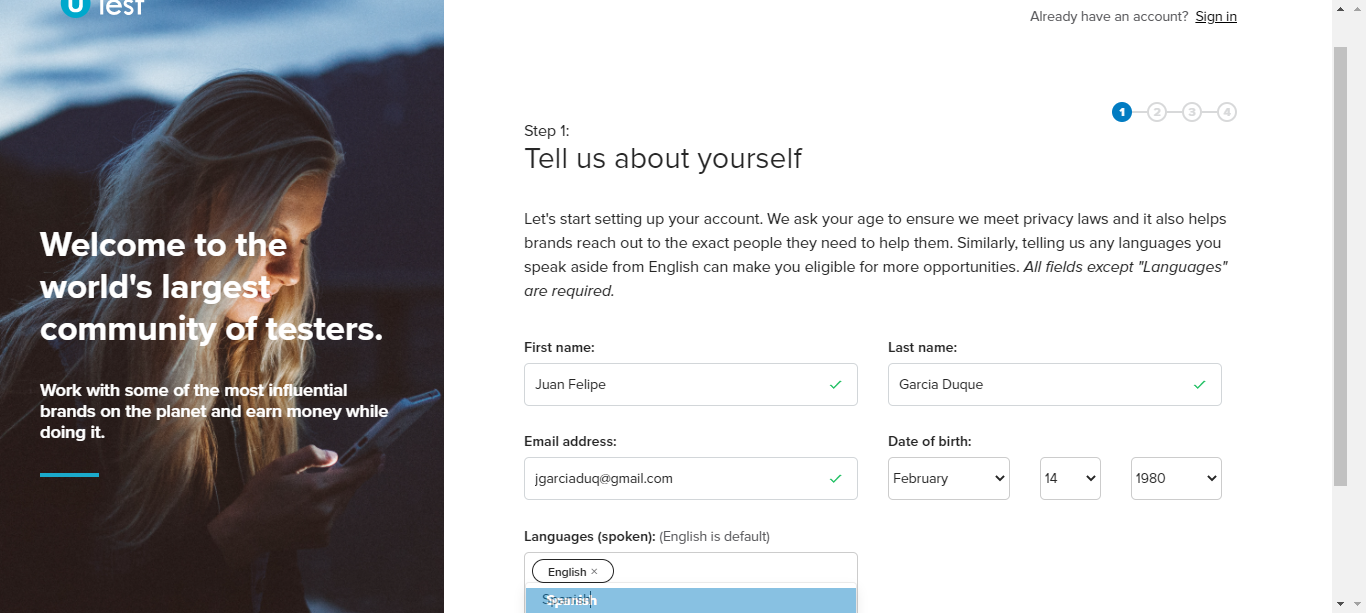 u Test
Already have an account? Sign in
1 2 3 4
Step 1:
Tell us about yourself
Let's start setting up your account. We ask your age to ensure we meet privacy laws and it also helps
brands reach out to the exact people they need to help them. Similarly, telling us any languages you
speak aside from English can make you eligible for more opportunities. All fields except "Languages"
are required.
Welcome to the
world's largest
community of testers.
Work with some of the most influential
brands on the planet and earn money while
doing it.
First name: Last name:
Juan Felipe Garcia Duque
Email address: Date of birth:
jgarciaduq@gmail.com February 14 1980
Languages (spoken): (English is default)
English ×
Spanish
Spanish